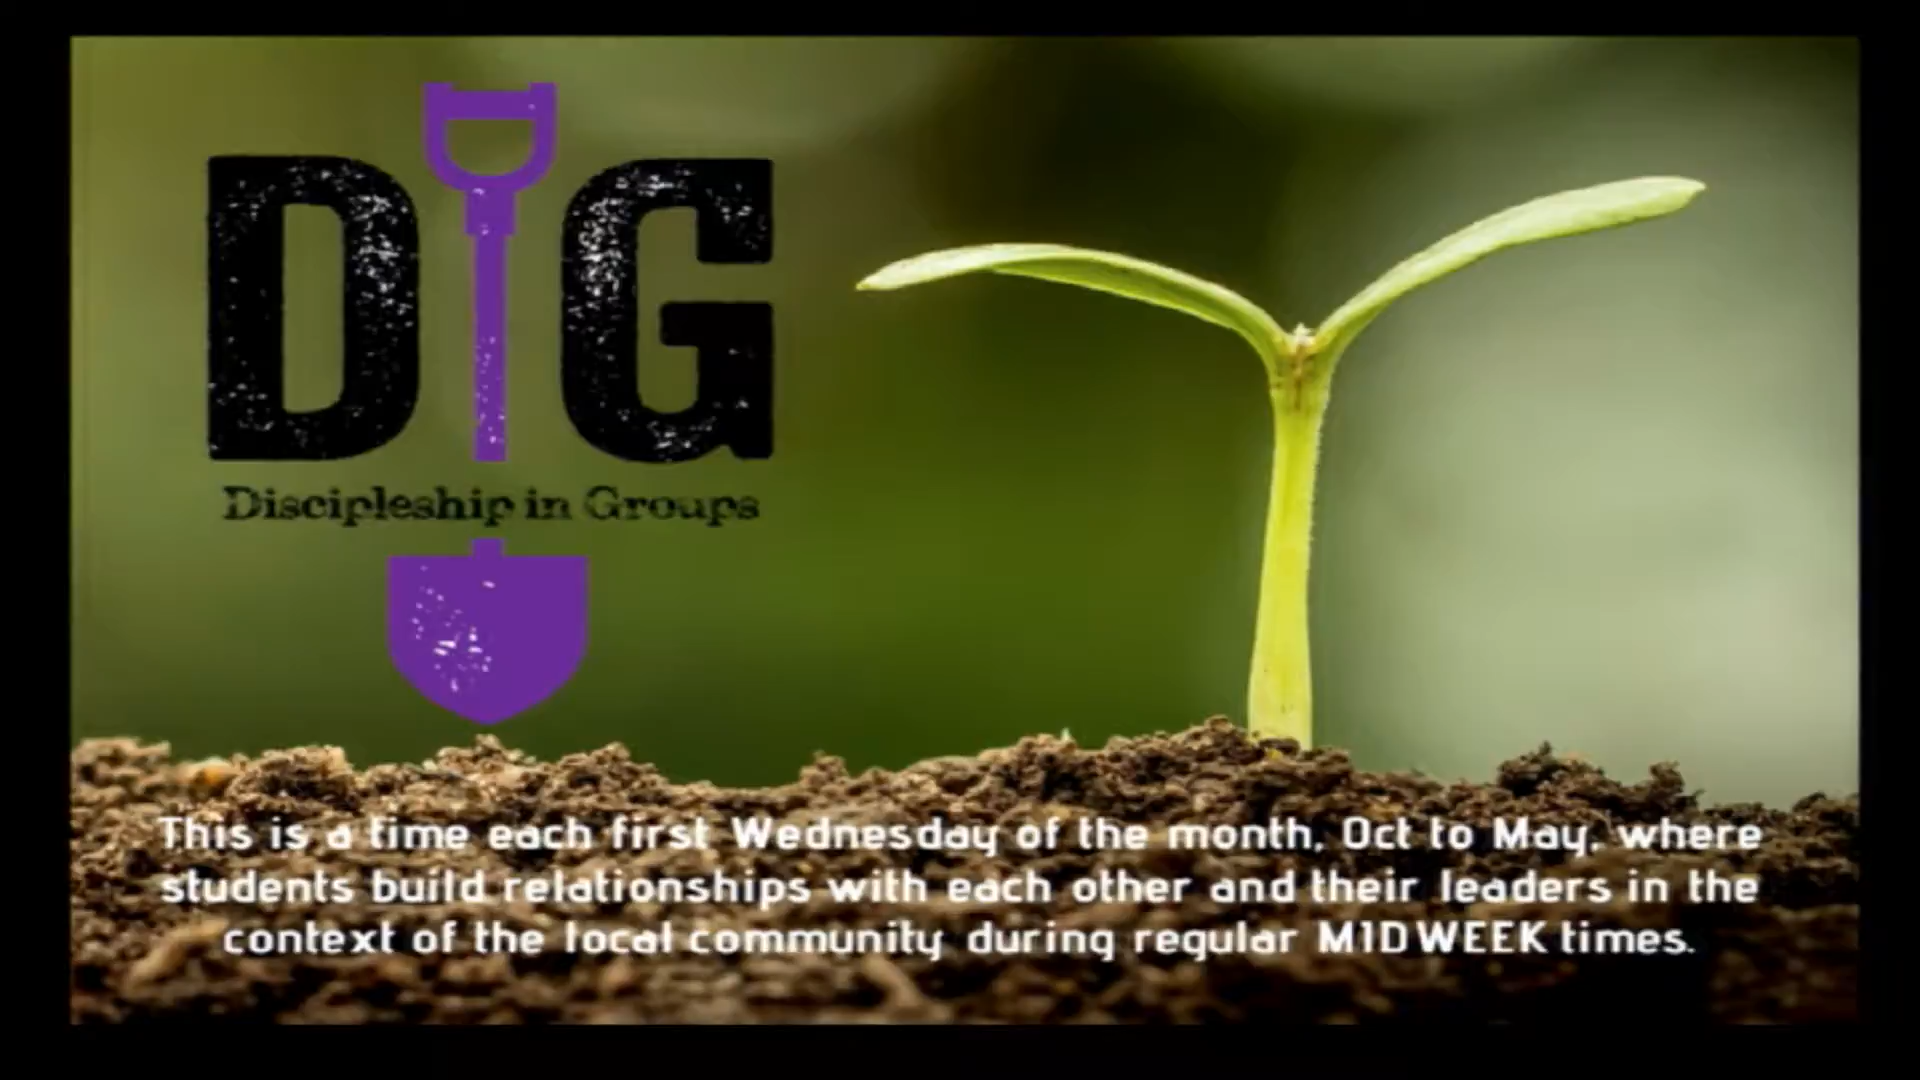 DiG
Discipleship in Groups
This is a time each first Wednesday of the month, Oct to May, where
students build relationships with each other and their leaders in the
context of the local community during regular MIDWEEK times.